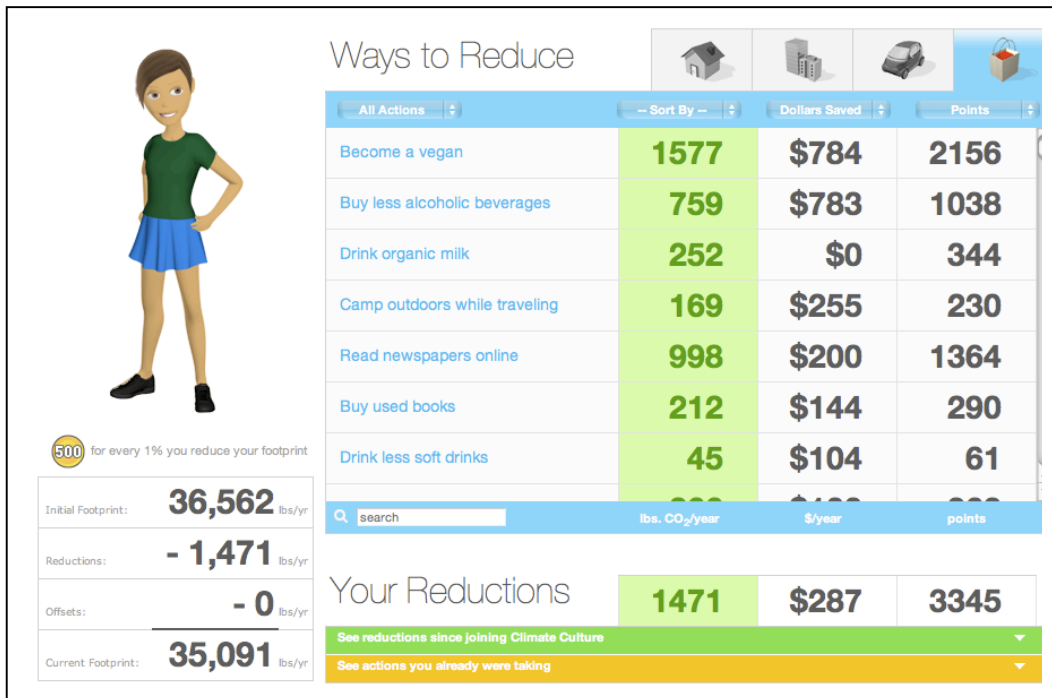 Ways to Reduce
All Actions
-- Sort By --
Dollars Saved
Points
Become a vegan 1577 $784 2156
Buy less alcoholic beverages 759 $783 1038
Drink organic milk 252 $0 344
Camp outdoors while traveling 169 $255 230
Read newspapers online 998 $200 1364
Buy used books 212 $144 290
Drink less soft drinks 45 $104 61
search
lbs. CO2/year $/year points
500 for every 1% you reduce your footprint
Initial Footprint: 36,562 lbs/yr
Reductions: - 1,471 lbs/yr
Offsets: - 0 lbs/yr
Current Footprint: 35,091 lbs/yr
Your Reductions 1471 $287 3345
See reductions since joining Climate Culture
See actions you already were taking